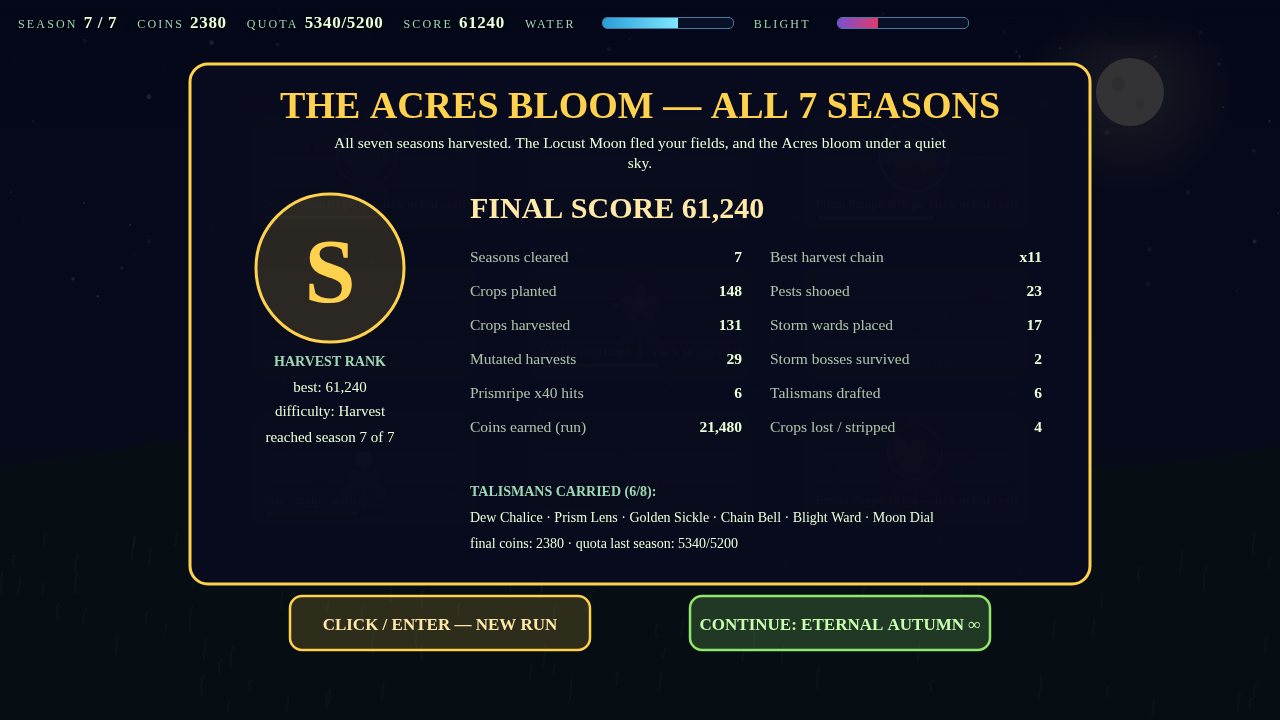 SEASON 7 / 7 COINS 2380 QUOTA 5340/5200 SCORE 61240 WATER BLIGHT
THE ACRES BLOOM — ALL 7 SEASONS
All seven seasons harvested. The Locust Moon fled your fields, and the Acres bloom under a quiet
sky.
S
HARVEST RANK
best: 61,240
difficulty: Harvest
reached season 7 of 7
FINAL SCORE 61,240
Seasons cleared 7 Best harvest chain x11
Crops planted 148 Pests shooed 23
Crops harvested 131 Storm wards placed 17
Mutated harvests 29 Storm bosses survived 2
Prismripe x40 hits 6 Talismans drafted 6
Coins earned (run) 21,480 Crops lost / stripped 4
TALISMANS CARRIED (6/8):
Dew Chalice · Prism Lens · Golden Sickle · Chain Bell · Blight Ward · Moon Dial
final coins: 2380 · quota last season: 5340/5200
CLICK / ENTER — NEW RUN
CONTINUE: ETERNAL AUTUMN ∞